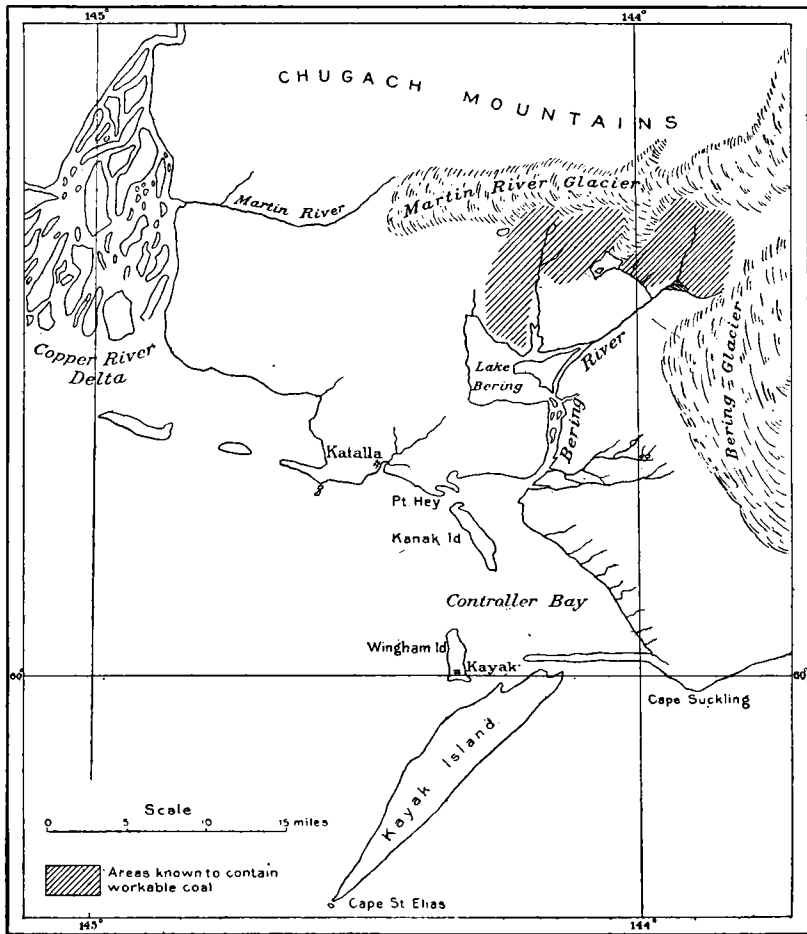 145°
144°
CHUGACH MOUNTAINS
Martin River Glacier
Martin River
Copper River
Delta
Lake
Bering
River
Bering
Bering Glacier
Katalla
Pt. Hey
Kanak Id
Controller Bay
Wingham Id
Kayak
60°
60°
Cape Suckling
Kayak Island
Scale
0 5 10 15 miles
Areas known to contain
workable coal
Cape St Elias
145°
144°